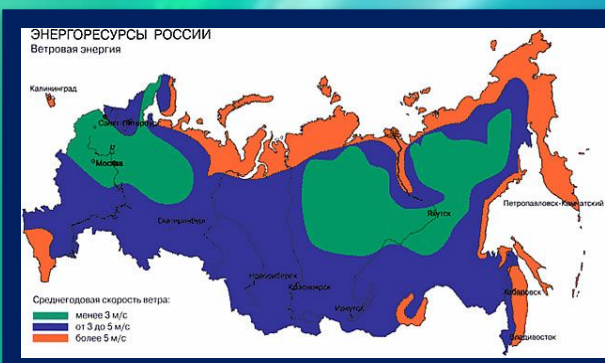 ЭНЕРГОРЕСУРСЫ РОССИИ
Ветровая энергия
Калининград
Санкт-Петербург
Москва
Петропавловск-Камчатский
Якутск
Екатеринбург
Новосибирск
Красноярск
Хабаровск
Иркутск
Владивосток
Среднегодовая скорость ветра:
менее 3 м/с
от 3 до 5 м/с
более 5 м/с